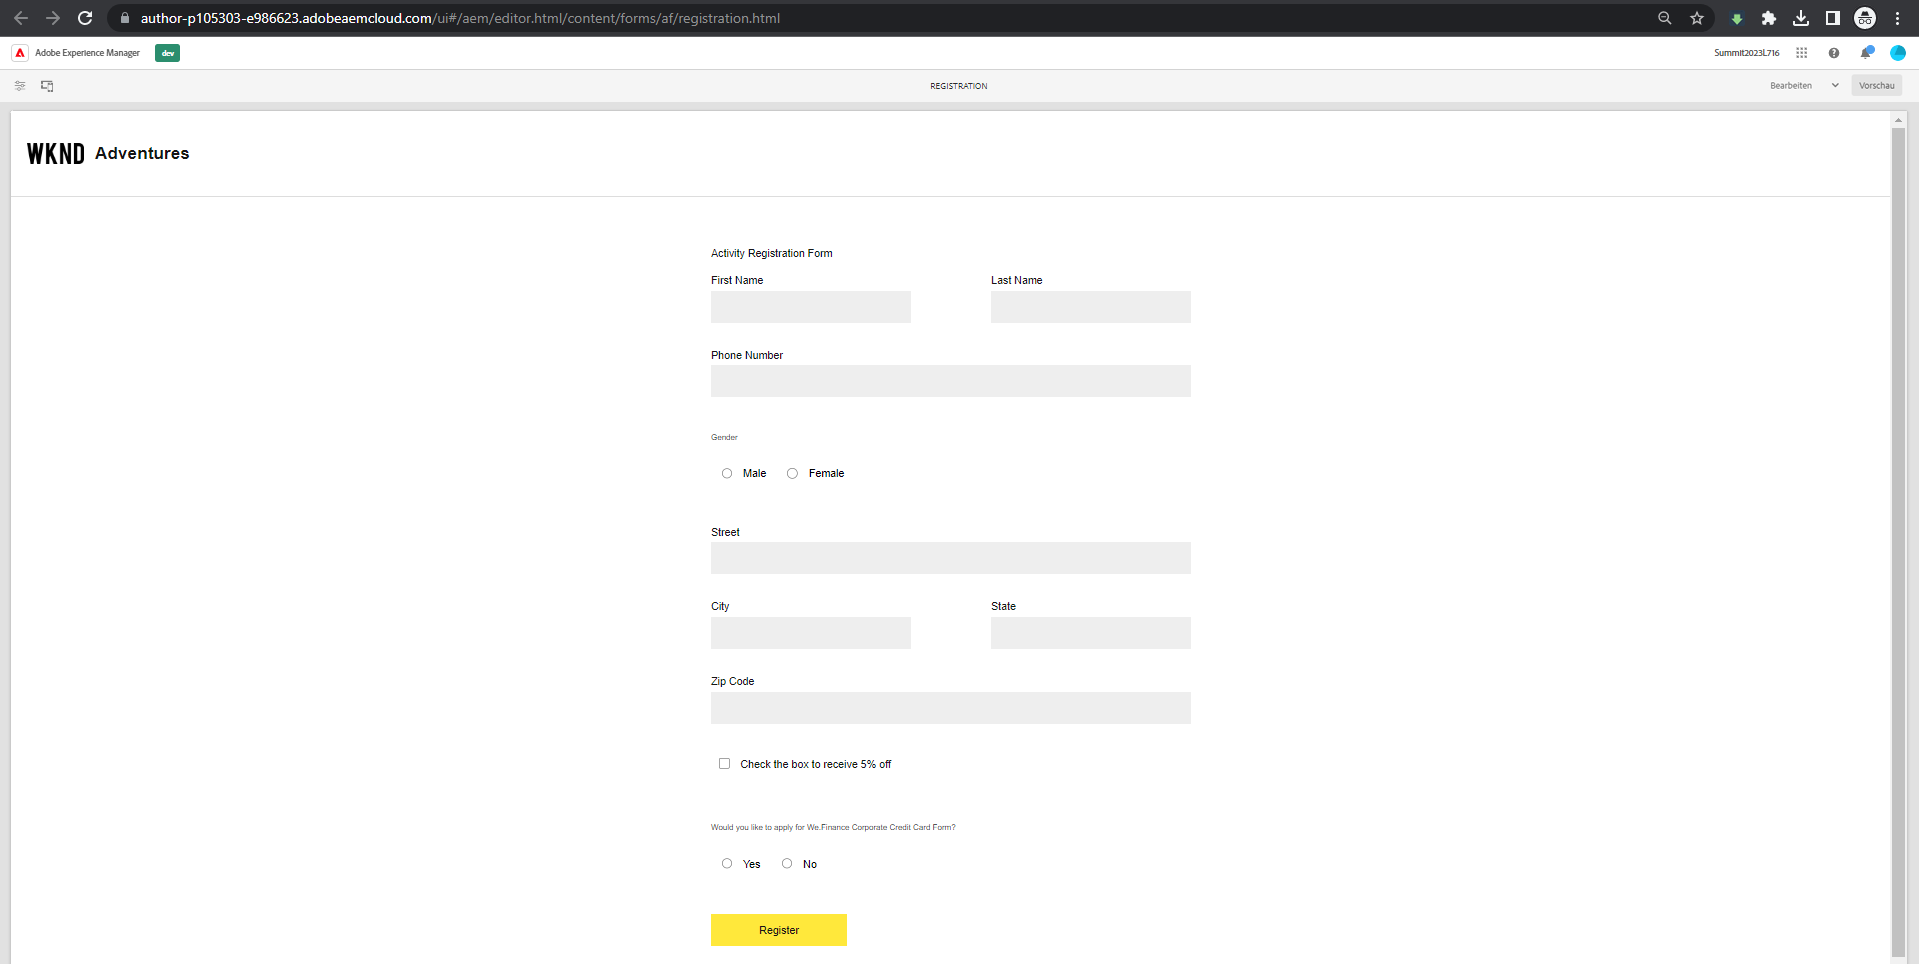 author-p105303-e986623.adobeaemcloud.com/ui#/aem/editor.html/content/forms/af/registration.html
Adobe Experience Manager dev Summit2023L716
REGISTRATION Bearbeiten Vorschau
WKND Adventures
Activity Registration Form
First Name Last Name
Phone Number
Gender
Male Female
Street
City State
Zip Code
Check the box to receive 5% off
Would you like to apply for We.Finance Corporate Credit Card Form?
Yes No
Register